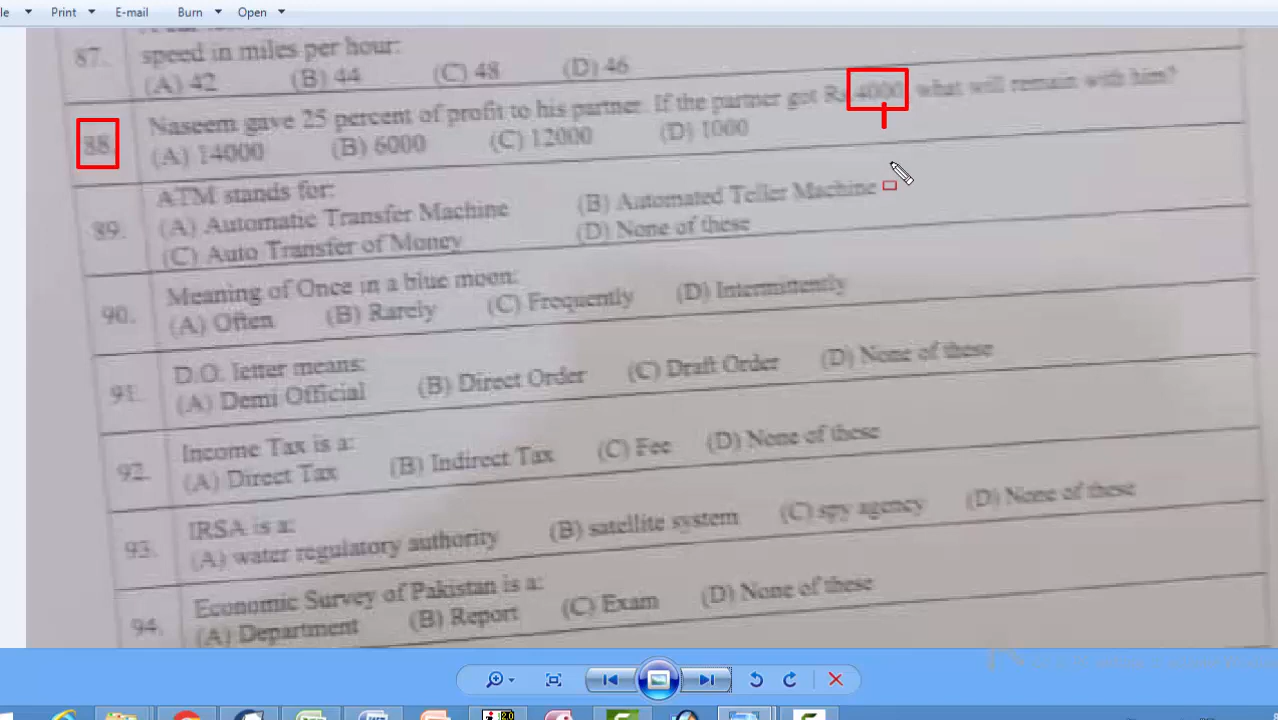 le Print E-mail Burn Open
87. speed in miles per hour:
(A) 42 (B) 44 (C) 48 (D) 46
88. Naseem gave 25 percent of profit to his partner. If the partner got Rs 4000, what will remain with him?
(A) 14000 (B) 6000 (C) 12000 (D) 1000
89. ATM stands for:
(A) Automatic Transfer Machine (B) Automated Teller Machine
(C) Auto Transfer of Money (D) None of these
90. Meaning of Once in a blue moon:
(A) Often (B) Rarely (C) Frequently (D) Intermittently
91. D.O. letter means:
(A) Demi Official (B) Direct Order (C) Draft Order (D) None of these
92. Income Tax is a:
(A) Direct Tax (B) Indirect Tax (C) Fee (D) None of these
93. IRSA is a:
(A) water regulatory authority (B) satellite system (C) spy agency (D) None of these
94. Economic Survey of Pakistan is a:
(A) Department (B) Report (C) Exam (D) None of these